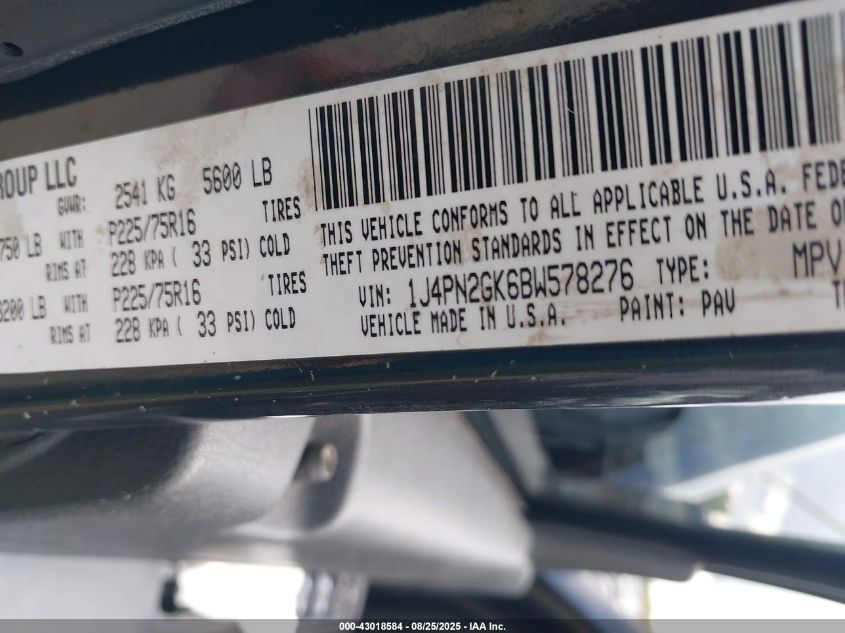 ROUP LLC
GVWR: 2541 KG 5600 LB
750 LB WITH P225/75R16 TIRES
RIMS AT 228 KPA ( 33 PSI) COLD
3200 LB WITH P225/75R16 TIRES
RIMS AT 228 KPA ( 33 PSI) COLD
THIS VEHICLE CONFORMS TO ALL APPLICABLE U.S.A. FEDE
THEFT PREVENTION STANDARDS IN EFFECT ON THE DATE O
VIN: 1J4PN2GK6BW578276 TYPE: MPV
VEHICLE MADE IN U.S.A. PAINT: PAV
000-43018584 - 08/25/2025 - IAA Inc.